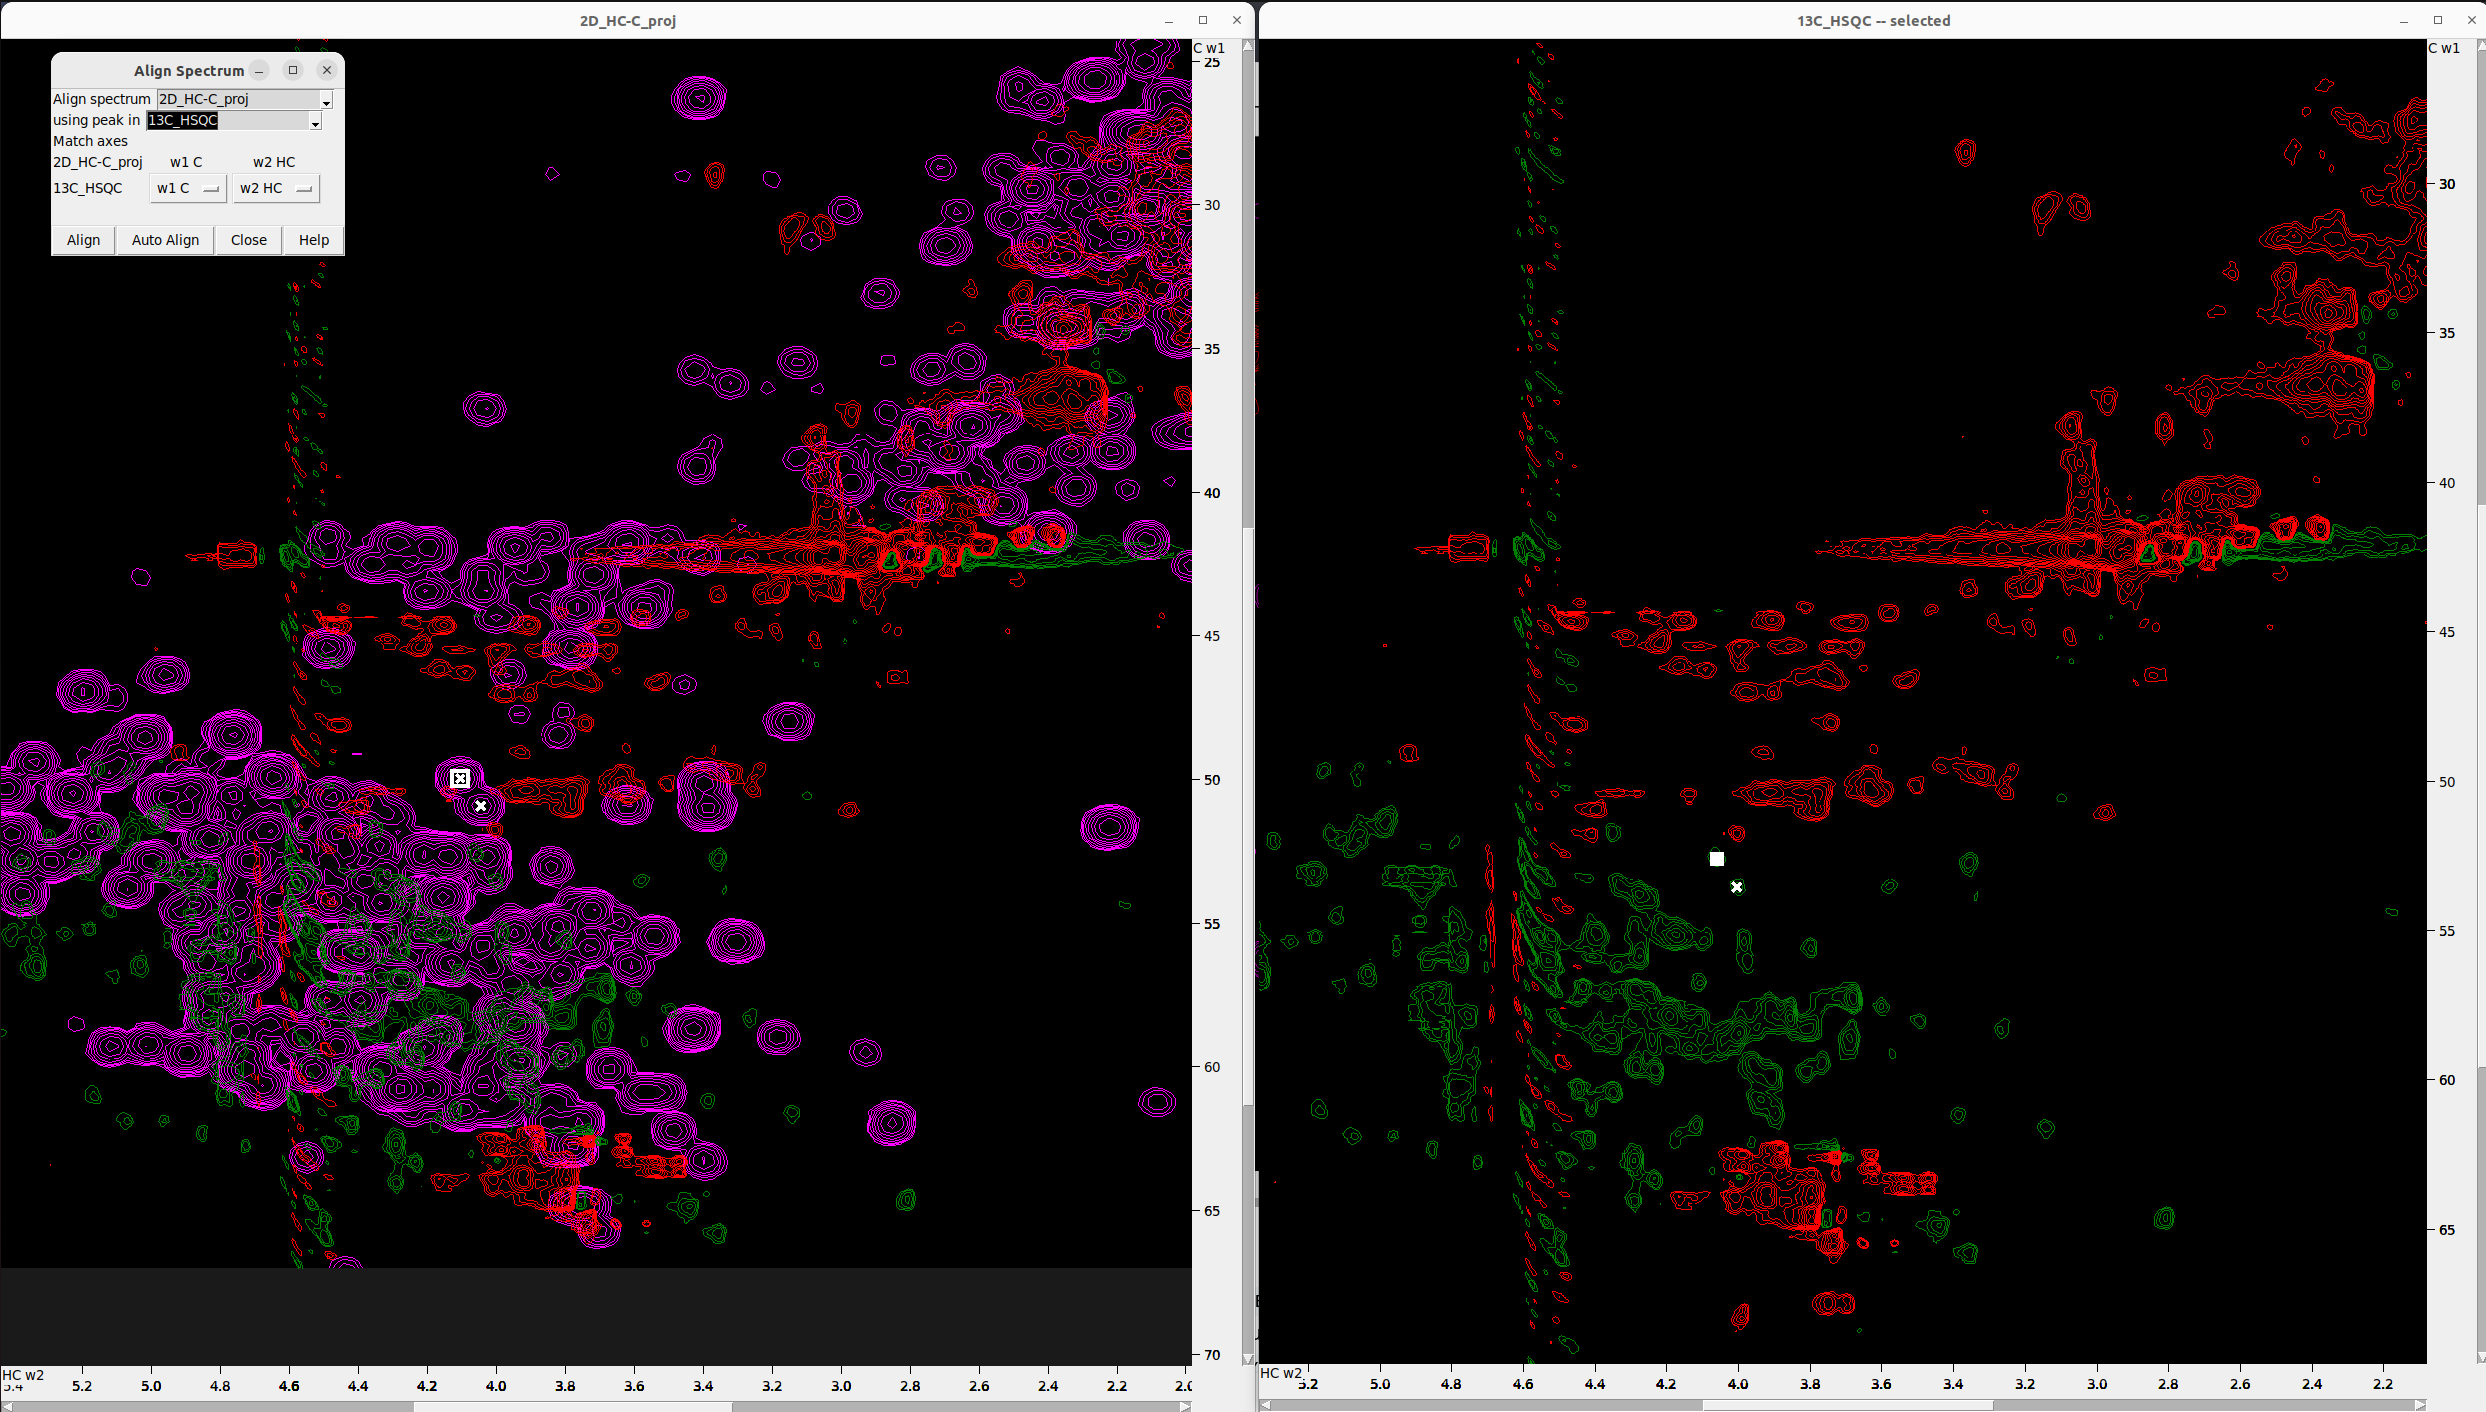 2D_HC-C_proj
13C_HSQC -- selected
Align Spectrum
Align spectrum 2D_HC-C_proj
using peak in 13C_HSQC
Match axes
2D_HC-C_proj w1 C w2 HC
13C_HSQC w1 C w2 HC
Align Auto Align Close Help
C w1
25
30
35
40
45
50
55
60
65
70
HC w2
5.4 5.2 5.0 4.8 4.6 4.4 4.2 4.0 3.8 3.6 3.4 3.2 3.0 2.8 2.6 2.4 2.2 2.0
C w1
30
35
40
45
50
55
60
65
HC w2
5.2 5.0 4.8 4.6 4.4 4.2 4.0 3.8 3.6 3.4 3.2 3.0 2.8 2.6 2.4 2.2